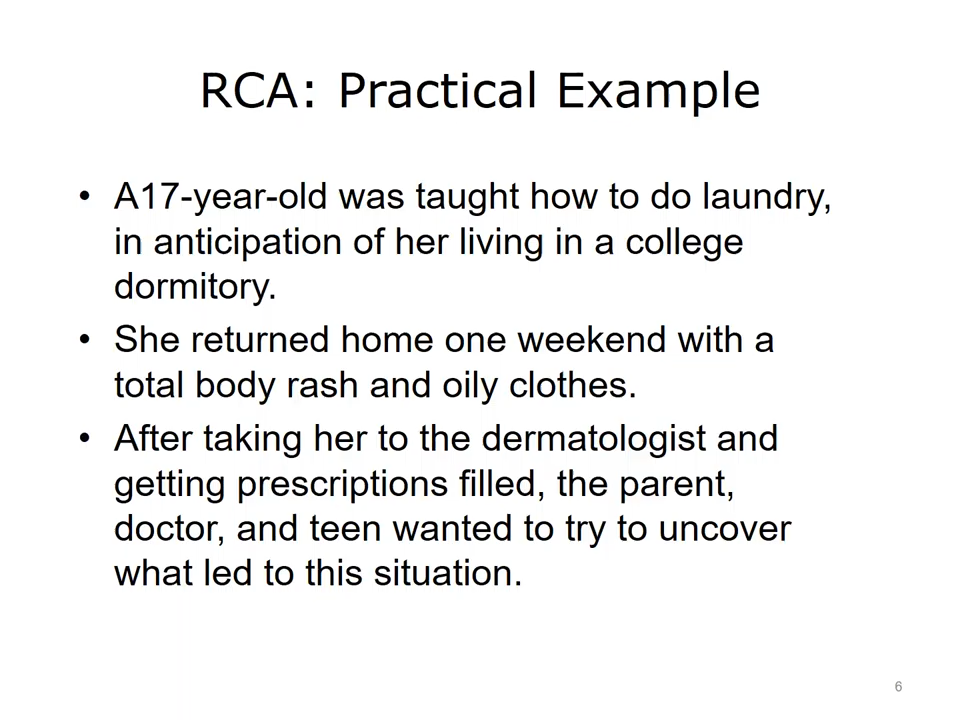 RCA: Practical Example
• A17-year-old was taught how to do laundry,
in anticipation of her living in a college
dormitory.
• She returned home one weekend with a
total body rash and oily clothes.
• After taking her to the dermatologist and
getting prescriptions filled, the parent,
doctor, and teen wanted to try to uncover
what led to this situation.
6